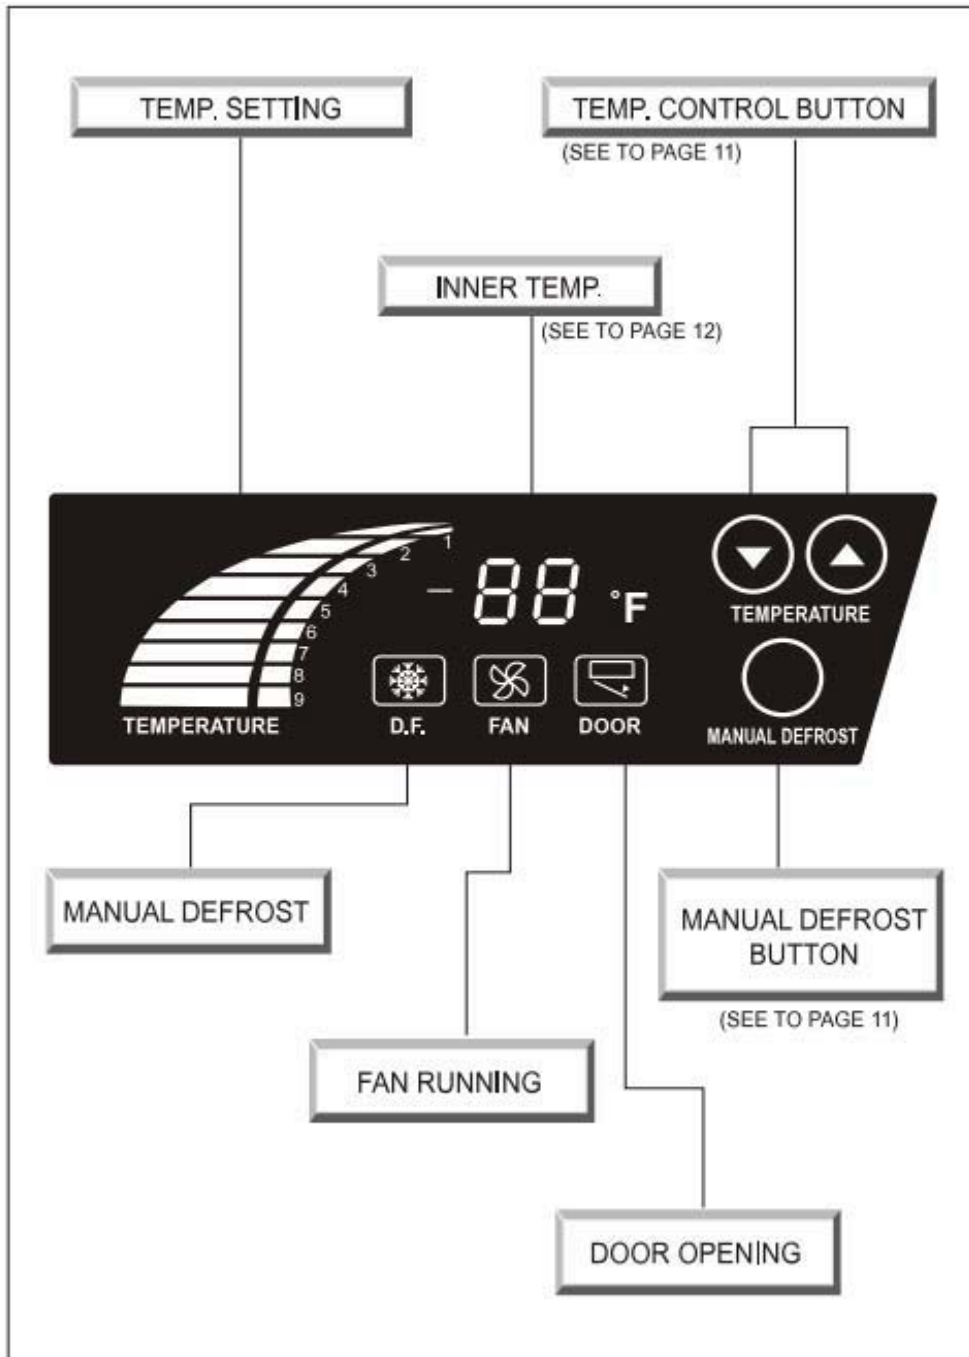 TEMP. SETTING
TEMP. CONTROL BUTTON
(SEE TO PAGE 11)
INNER TEMP.
(SEE TO PAGE 12)
1
2
3
4
5
6
7
8
9
TEMPERATURE
-88 °F
D.F.
FAN
DOOR
TEMPERATURE
MANUAL DEFROST
MANUAL DEFROST
FAN RUNNING
DOOR OPENING
MANUAL DEFROST
BUTTON
(SEE TO PAGE 11)